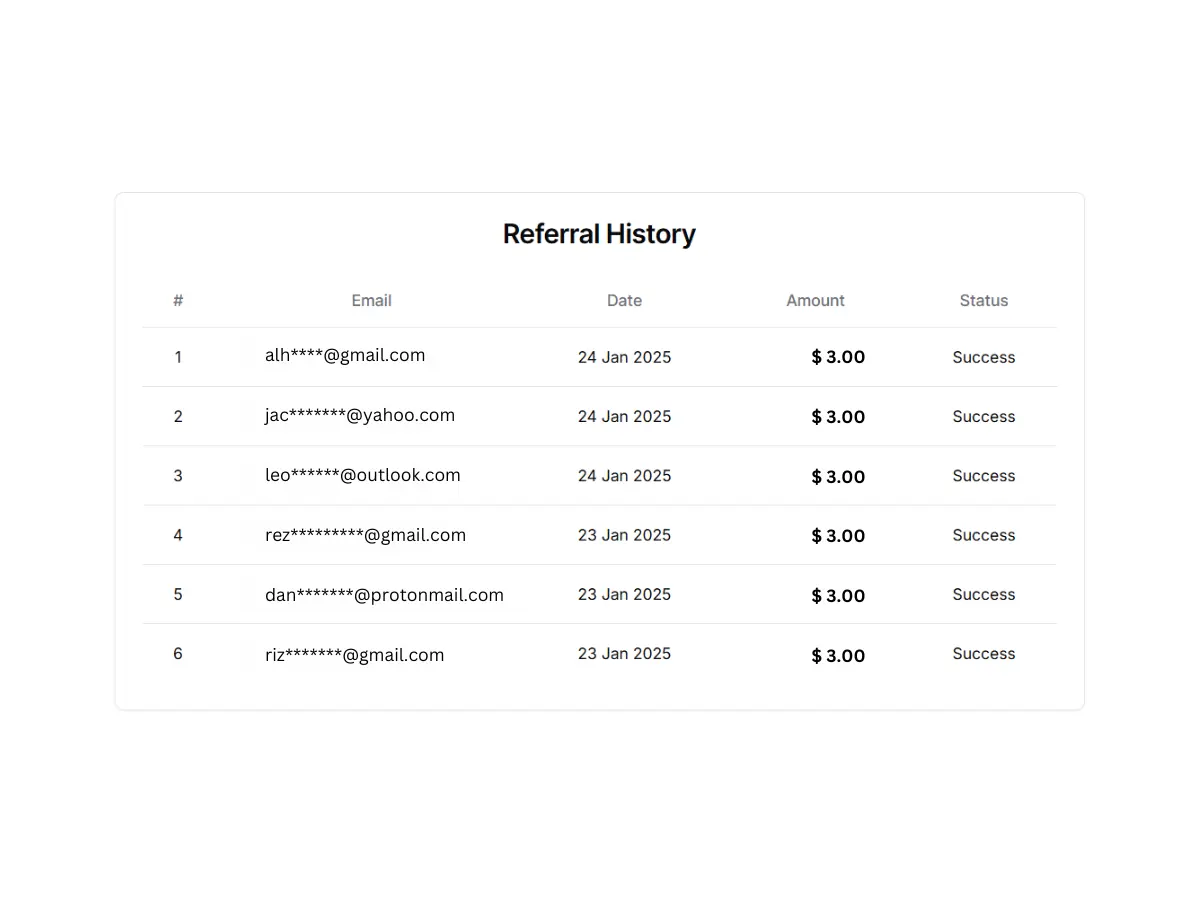 Referral History
# Email Date Amount Status
1 alh****@gmail.com 24 Jan 2025 $ 3.00 Success
2 jac*******@yahoo.com 24 Jan 2025 $ 3.00 Success
3 leo******@outlook.com 24 Jan 2025 $ 3.00 Success
4 rez*********@gmail.com 23 Jan 2025 $ 3.00 Success
5 dan*******@protonmail.com 23 Jan 2025 $ 3.00 Success
6 riz*******@gmail.com 23 Jan 2025 $ 3.00 Success